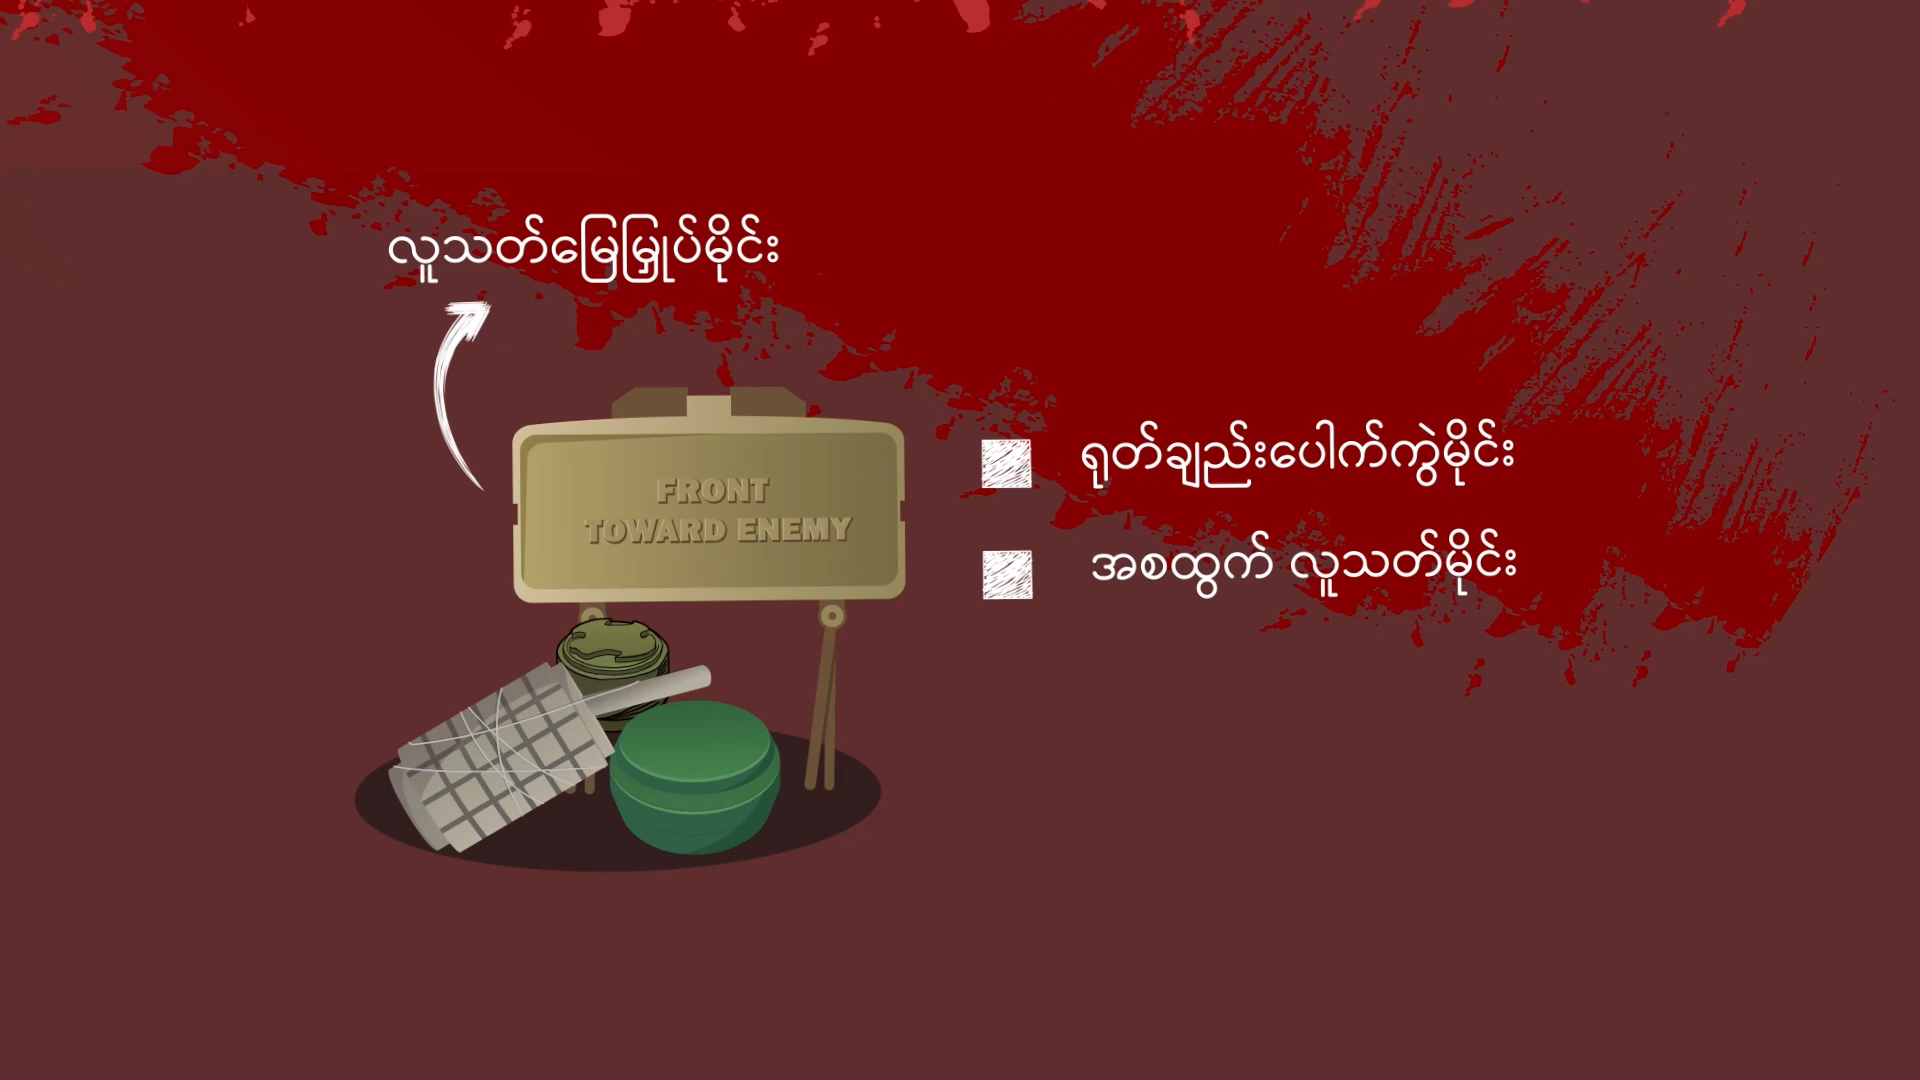 လူသတ်မြေမြှုပ်မိုင်း
FRONT
TOWARD ENEMY
ရုတ်ချည်းပေါက်ကွဲမိုင်း
အစထွက် လူသတ်မိုင်း